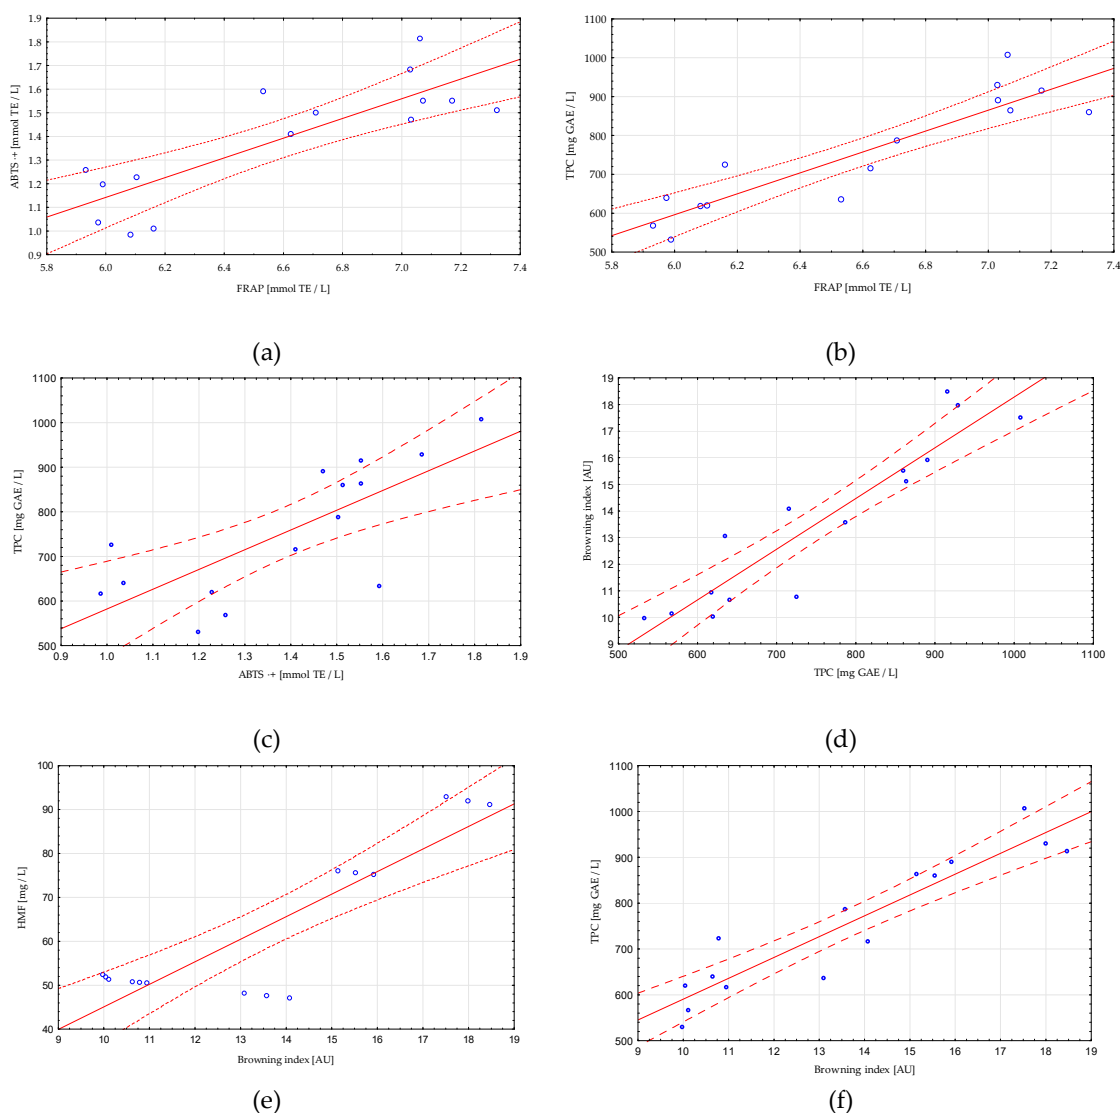 1.9
1.8
1.7
1.6
1.5
1.4
1.3
1.2
1.1
1.0
0.9
ABTS ·+ [mmol TE / L]
5.8 6.0 6.2 6.4 6.6 6.8 7.0 7.2 7.4
FRAP [mmol TE / L]
(a)
1100
1000
900
800
700
600
500
TPC [mg GAE / L]
5.8 6.0 6.2 6.4 6.6 6.8 7.0 7.2 7.4
FRAP [mmol TE / L]
(b)
1100
1000
900
800
700
600
500
TPC [mg GAE / L]
0.9 1.0 1.1 1.2 1.3 1.4 1.5 1.6 1.7 1.8 1.9
ABTS ·+ [mmol TE / L]
(c)
19
18
17
16
15
14
13
12
11
10
9
Browning index [AU]
500 600 700 800 900 1000 1100
TPC [mg GAE / L]
(d)
100
90
80
70
60
50
40
HMF [mg / L]
9 10 11 12 13 14 15 16 17 18 19
Browning index [AU]
(e)
1100
1000
900
800
700
600
500
TPC [mg GAE / L]
9 10 11 12 13 14 15 16 17 18 19
Browning index [AU]
(f)